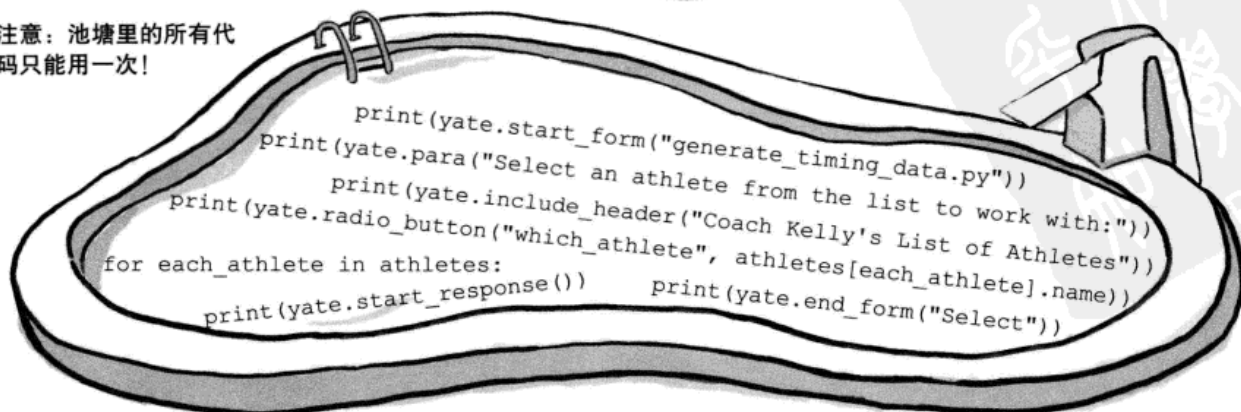 注意：池塘里的所有代
码只能用一次！
print(yate.start_form("generate_timing_data.py"))
print(yate.para("Select an athlete from the list to work with:"))
print(yate.include_header("Coach Kelly's List of Athletes"))
print(yate.radio_button("which_athlete", athletes[each_athlete].name))
for each_athlete in athletes:
print(yate.start_response())
print(yate.end_form("Select"))